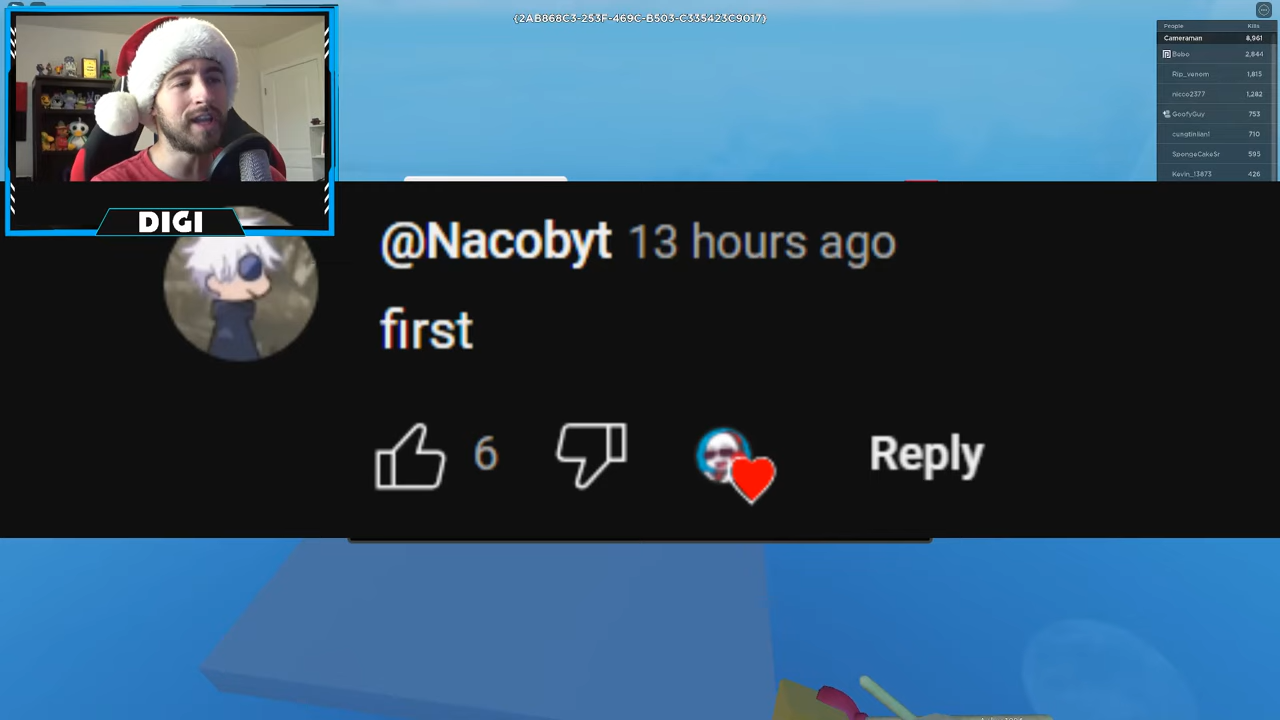 {2AB868C3-253F-469C-B503-C335423C9017}
People Kills
Cameraman 8,961
Bobo 2,844
Rip_venom 1,815
nicco2377 1,282
GoofyGuy 753
cungtinlian1 710
SpongeCakeSr 595
Kevin_13873 426
DIGI
@Nacobyt 13 hours ago
first
6
Reply